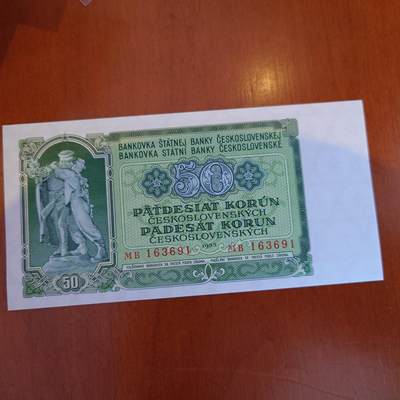 BANKOVKA ŠTÁTNEJ BANKY ČESKOSLOVENSKEJ
BANKOVKA STÁTNÍ BANKY ČESKOSLOVENSKÉ
50
PÄŤDESIAT KORÚN
ČESKOSLOVENSKÝCH
PADESÁT KORUN
ČESKOSLOVENSKÝCH
1953
MB 163691 MB 163691
50